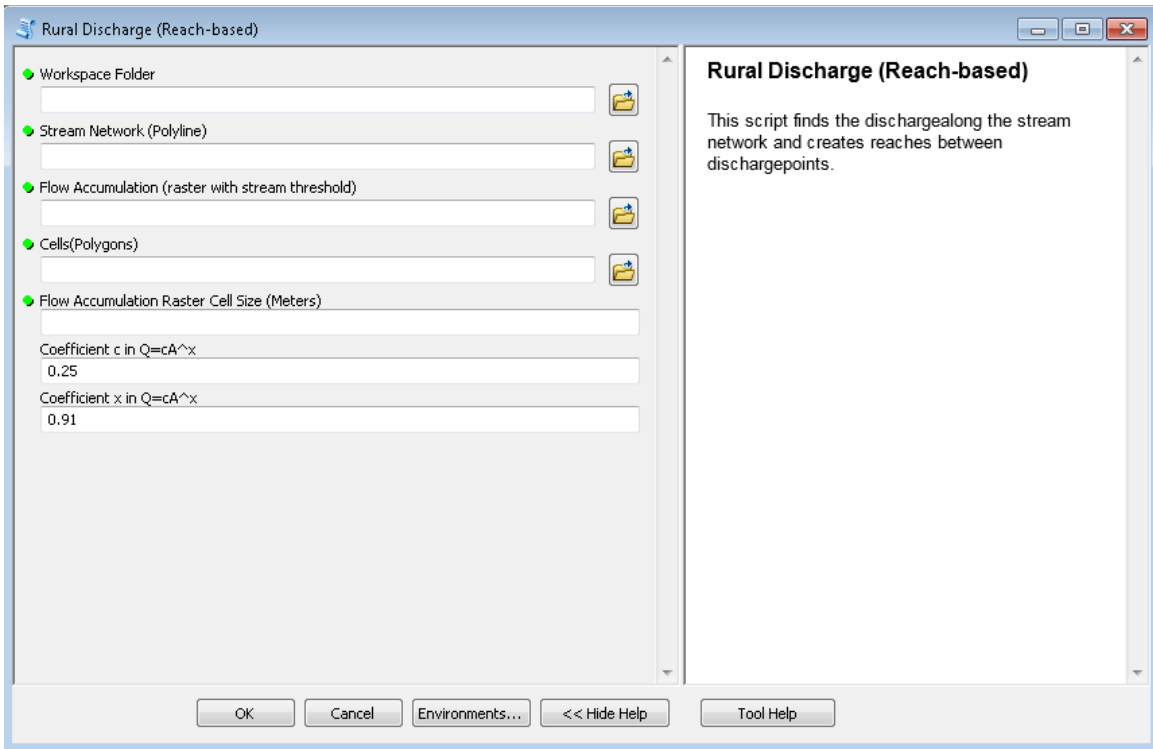 Rural Discharge (Reach-based)
Workspace Folder
Stream Network (Polyline)
Flow Accumulation (raster with stream threshold)
Cells(Polygons)
Flow Accumulation Raster Cell Size (Meters)
Coefficient c in Q=cA^x
0.25
Coefficient x in Q=cA^x
0.91
Rural Discharge (Reach-based)
This script finds the dischargealong the stream
network and creates reaches between
dischargepoints.
OK
Cancel
Environments...
<< Hide Help
Tool Help